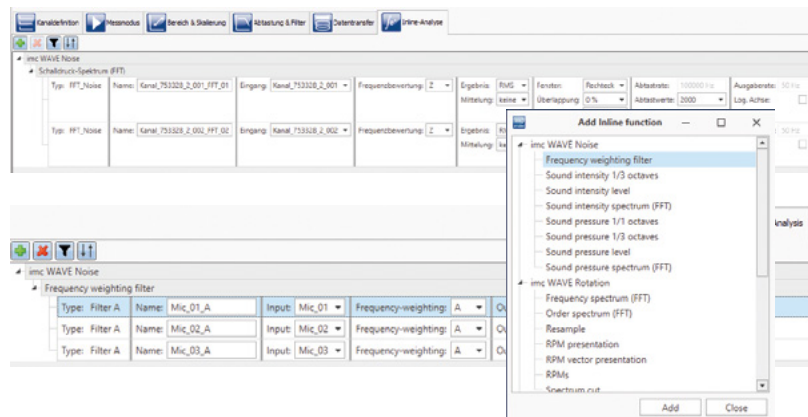 Kanaldefinition Messmodus Bereich & Skalierung Abtastung & Filter Datentransfer Inline-Analyse
imc WAVE Noise
Schalldruck-Spektrum (FFT)
Typ: FFT_Noise Name: Kanal_753328_2_001_FFT_01 Eingang: Kanal_753328_2_001 Frequenzbewertung: Z Ergebnis: RMS Fenster: Rechteck Abtastrate: 100000 Hz Ausgaberate: 50 Hz
Mittelung: keine Überlappung: 0 % Abtastwerte: 2000 Log. Achse:
Typ: FFT_Noise Name: Kanal_753328_2_002_FFT_02 Eingang: Kanal_753328_2_002 Frequenzbewertung: Z Ergebnis: 50 Hz
Mittelung:
Add Inline function
imc WAVE Noise
Frequency weighting filter
Sound intensity 1/3 octaves
Sound intensity level
Sound intensity spectrum (FFT)
Sound pressure 1/1 octaves
Sound pressure 1/3 octaves
Sound pressure level
Sound pressure spectrum (FFT)
imc WAVE Rotation
Frequency spectrum (FFT)
Order spectrum (FFT)
Resample
RPM presentation
RPM vector presentation
RPMs
Spectrum cut
Add Close
nalysis
imc WAVE Noise
Frequency weighting filter
Type: Filter A Name: Mic_01_A Input: Mic_01 Frequency-weighting: A Ou
Type: Filter A Name: Mic_02_A Input: Mic_02 Frequency-weighting: A Ou
Type: Filter A Name: Mic_03_A Input: Mic_03 Frequency-weighting: A Ou